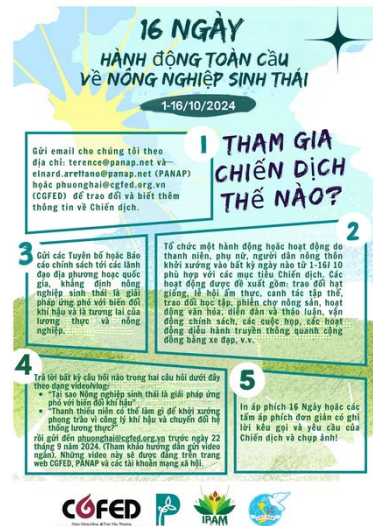 16 NGÀY
HÀNH ĐỘNG TOÀN CẦU
VỀ NÔNG NGHIỆP SINH THÁI
1-16/10/2024
THAM GIA
CHIẾN DỊCH
THẾ NÀO?
1
Gửi email cho chúng tôi theo
địa chỉ: terence@panap.net và
elnard.arellano@panap.net (PANAP)
hoặc phuonghai@cgfed.org.vn
(CGFED) để trao đổi và biết thêm
thông tin về Chiến dịch.
2
Tổ chức một hành động hoặc hoạt động do
thanh niên, phụ nữ, người dân nông thôn
khởi xướng vào bất kỳ ngày nào từ 1-16/ 10
phù hợp với các mục tiêu Chiến dịch. Các
hoạt động được đề xuất gồm: trao đổi hạt
giống, lễ hội ẩm thực, canh tác tập thể,
trao đổi học tập, phiên chợ nông sản, hoạt
động văn hóa, diễn đàn và thảo luận, vận
động chính sách, các cuộc họp, các hoạt
động diễu hành truyền thông quanh cộng
đồng bằng xe đạp, v.v.
3
Gửi các Tuyên bố hoặc Báo
cáo chính sách tới các lãnh
đạo địa phương hoặc quốc
gia, khẳng định nông
nghiệp sinh thái là giải
pháp ứng phó với biến đổi
khí hậu và là tương lai của
lương thực và nông
nghiệp.
4
Trả lời bất kỳ câu hỏi nào trong hai câu hỏi dưới đây
theo dạng video/vlog:
• "Tại sao Nông nghiệp sinh thái là giải pháp ứng
phó với biến đổi khí hậu"
• "Thanh thiếu niên có thể làm gì để khởi xướng
phong trào vì công lý khí hậu và chuyển đổi hệ
thống lương thực?"
rồi gửi đến phuonghai@cgfed.org.vn trước ngày 22
tháng 9 năm 2024. (Tham khảo hướng dẫn gửi video
ngắn). Những video này sẽ được đăng trên trang
web CGFED, PANAP và các tài khoản mạng xã hội.
5
In áp phích 16 Ngày hoặc các
tấm áp phích đơn giản có ghi
lời kêu gọi và yêu cầu của
Chiến dịch và chụp ảnh!
CGFED
IPAM